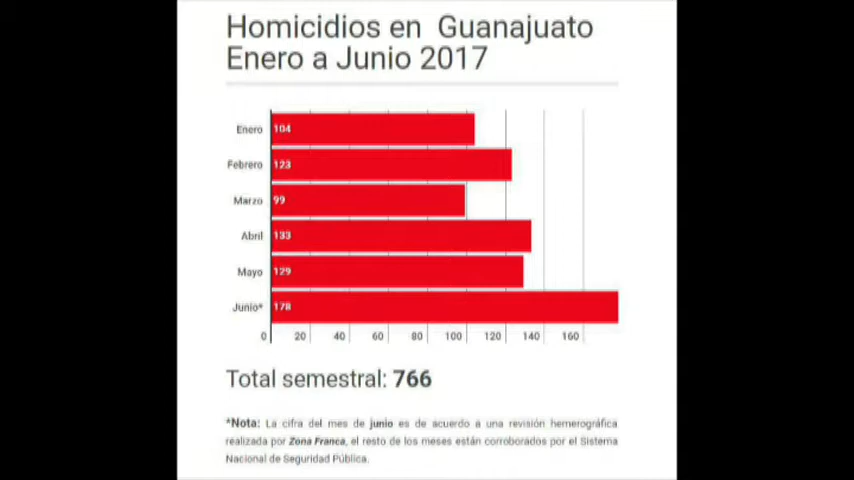 Homicidios en Guanajuato
Enero a Junio 2017
Enero 104
Febrero 123
Marzo 99
Abril 133
Mayo 129
Junio* 178
0 20 40 60 80 100 120 140 160
Total semestral: 766
*Nota: La cifra del mes de junio es de acuerdo a una revisión hemerográfica
realizada por Zona Franca, el resto de los meses están corroborados por el Sistema
Nacional de Seguridad Pública.